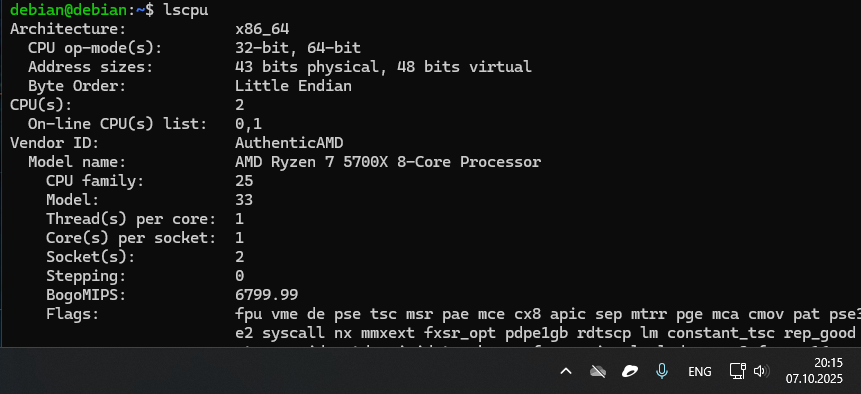 debian@debian:~$ lscpu
Architecture: x86_64
CPU op-mode(s): 32-bit, 64-bit
Address sizes: 43 bits physical, 48 bits virtual
Byte Order: Little Endian
CPU(s): 2
On-line CPU(s) list: 0,1
Vendor ID: AuthenticAMD
Model name: AMD Ryzen 7 5700X 8-Core Processor
CPU family: 25
Model: 33
Thread(s) per core: 1
Core(s) per socket: 1
Socket(s): 2
Stepping: 0
BogoMIPS: 6799.99
Flags: fpu vme de pse tsc msr pae mce cx8 apic sep mtrr pge mca cmov pat pse3
e2 syscall nx mmxext fxsr_opt pdpe1gb rdtscp lm constant_tsc rep_good
ENG
20:15
07.10.2025